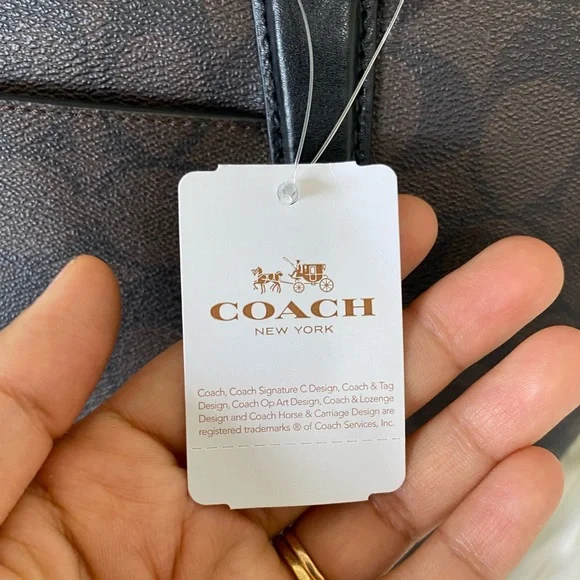 COACH
NEW YORK
Coach, Coach Signature C Design, Coach & Tag
Design, Coach Op Art Design, Coach & Lozenge
Design and Coach Horse & Carriage Design are
registered trademarks ® of Coach Services, Inc.